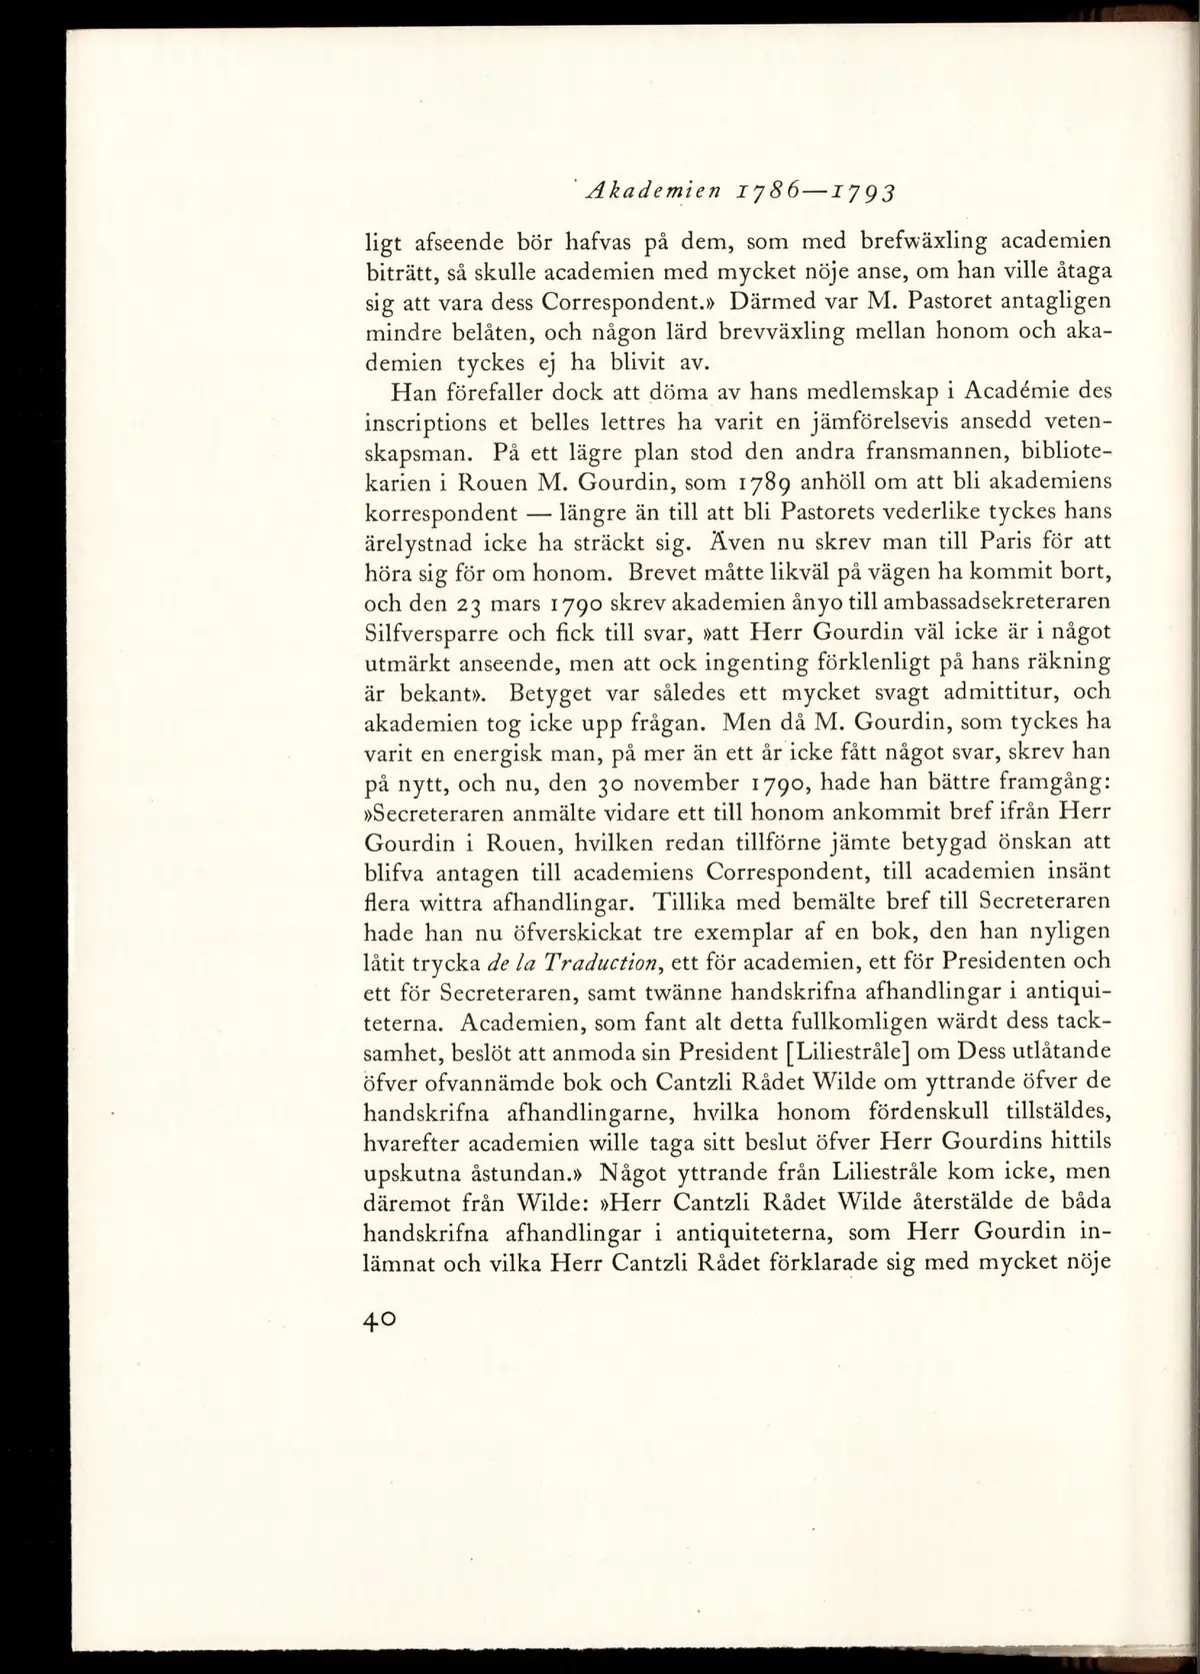 Akademien 1786—1793
ligt afseende bör hafvas på dem, som med brefwäxling academien
biträtt, så skulle academien med mycket nöje anse, om han ville åtaga
sig att vara dess Correspondent.» Därmed var M. Pastoret antagligen
mindre belåten, och någon lärd brevväxling mellan honom och aka-
demien tyckes ej ha blivit av.
Han förefaller dock att döma av hans medlemskap i Académie des
inscriptions et belles lettres ha varit en jämförelsevis ansedd veten-
skapsman. På ett lägre plan stod den andra fransmannen, bibliote-
karien i Rouen M. Gourdin, som 1789 anhöll om att bli akademiens
korrespondent — längre än till att bli Pastorets vederlike tyckes hans
ärelystnad icke ha sträckt sig. Även nu skrev man till Paris för att
höra sig för om honom. Brevet måtte likväl på vägen ha kommit bort,
och den 23 mars 1790 skrev akademien ånyo till ambassadsekreteraren
Silfversparre och fick till svar, »att Herr Gourdin väl icke är i något
utmärkt anseende, men att ock ingenting förklenligt på hans räkning
är bekant». Betyget var således ett mycket svagt admittitur, och
akademien tog icke upp frågan. Men då M. Gourdin, som tyckes ha
varit en energisk man, på mer än ett år icke fått något svar, skrev han
på nytt, och nu, den 30 november 1790, hade han bättre framgång:
»Secreteraren anmälte vidare ett till honom ankommit bref ifrån Herr
Gourdin i Rouen, hvilken redan tillförne jämte betygad önskan att
blifva antagen till academiens Correspondent, till academien insänt
flera wittra afhandlingar. Tillika med bemälte bref till Secreteraren
hade han nu öfverskickat tre exemplar af en bok, den han nyligen
låtit trycka de la Traduction, ett för academien, ett för Presidenten och
ett för Secreteraren, samt twänne handskrifna afhandlingar i antiqui-
teterna. Academien, som fant alt detta fullkomligen wärdt dess tack-
samhet, beslöt att anmoda sin President [Liliestråle] om Dess utlåtande
öfver ofvannämde bok och Cantzli Rådet Wilde om yttrande öfver de
handskrifna afhandlingarne, hvilka honom fördenskull tillstäldes,
hvarefter academien wille taga sitt beslut öfver Herr Gourdins hittils
upskutna åstundan.» Något yttrande från Liliestråle kom icke, men
däremot från Wilde: »Herr Cantzli Rådet Wilde återstälde de båda
handskrifna afhandlingar i antiquiteterna, som Herr Gourdin in-
lämnat och vilka Herr Cantzli Rådet förklarade sig med mycket nöje
40